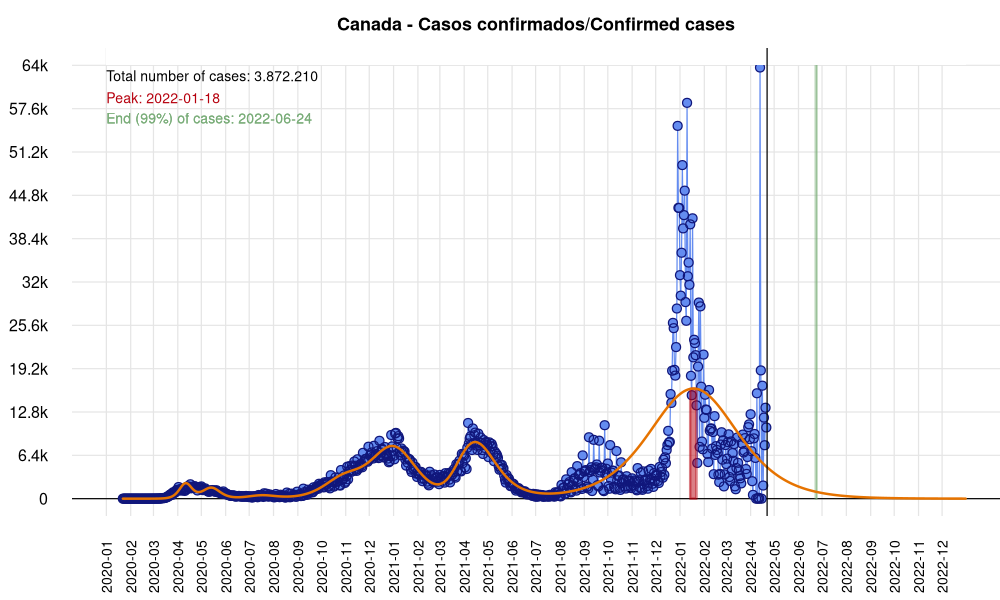 Canada - Casos confirmados/Confirmed cases
Total number of cases: 3.872.210
Peak: 2022-01-18
End (99%) of cases: 2022-06-24
64k
57.6k
51.2k
44.8k
38.4k
32k
25.6k
19.2k
12.8k
6.4k
0
2020-01
2020-02
2020-03
2020-04
2020-05
2020-06
2020-07
2020-08
2020-09
2020-10
2020-11
2020-12
2021-01
2021-02
2021-03
2021-04
2021-05
2021-06
2021-07
2021-08
2021-09
2021-10
2021-11
2021-12
2022-01
2022-02
2022-03
2022-04
2022-05
2022-06
2022-07
2022-08
2022-09
2022-10
2022-11
2022-12